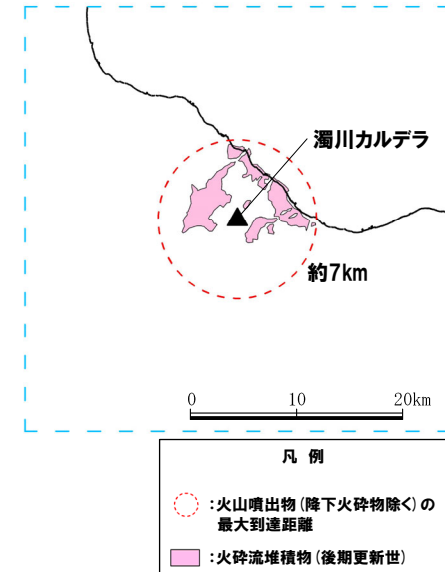 濁川カルデラ
約7km
0 10 20km
凡 例
：火山噴出物（降下火砕物除く）の
最大到達距離
：火砕流堆積物（後期更新世）